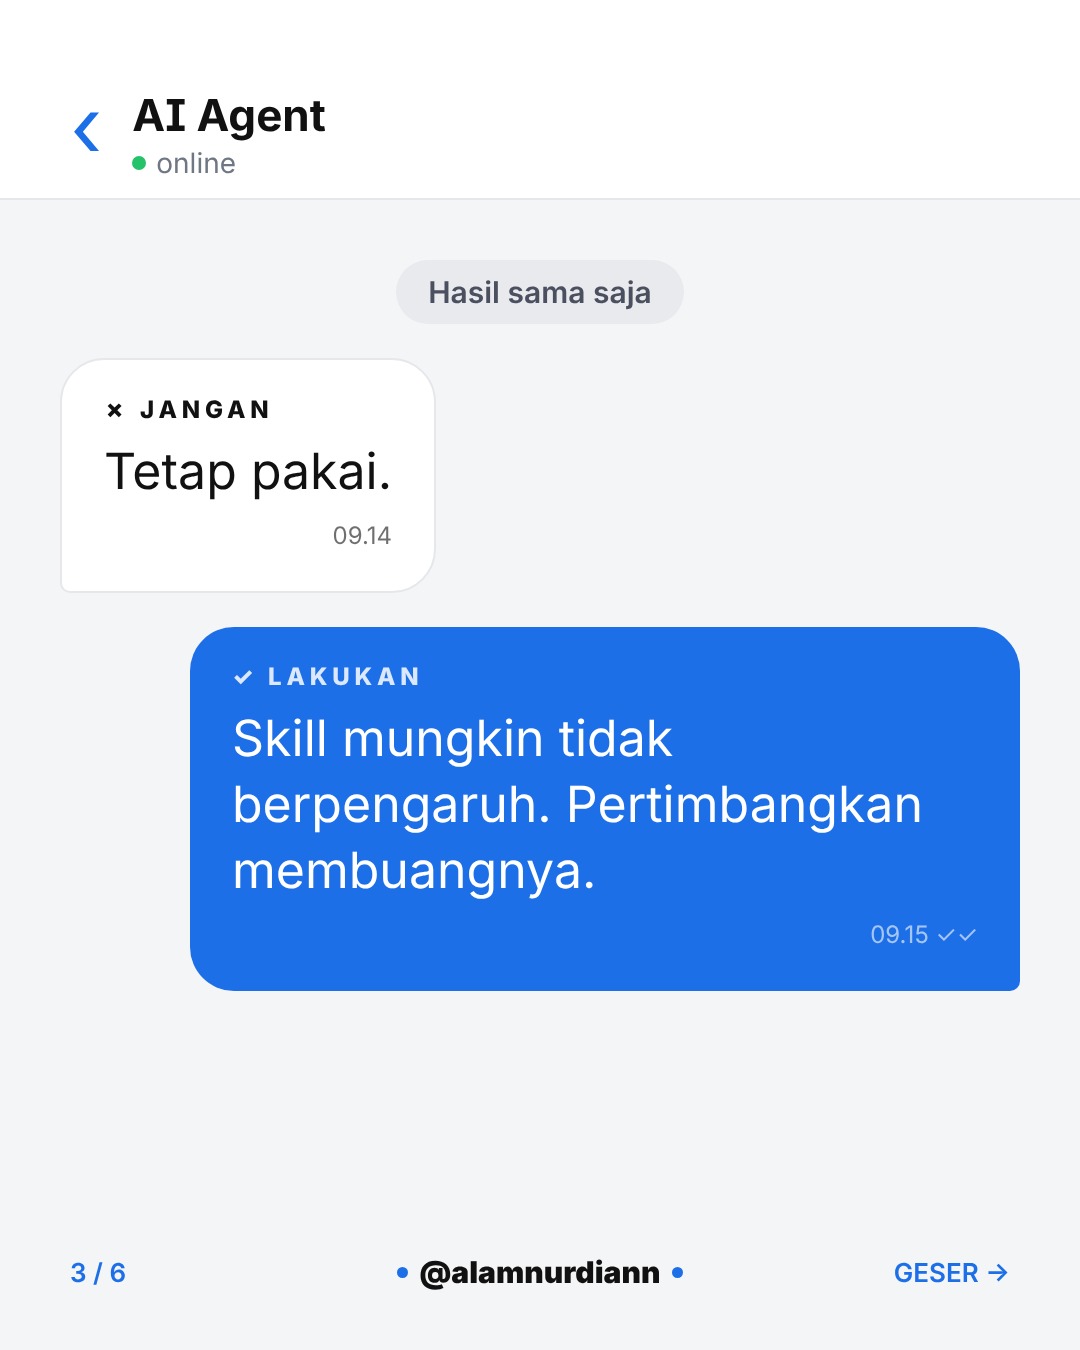 AI Agent
online
Hasil sama saja
× JANGAN
Tetap pakai.
09.14
✓ LAKUKAN
Skill mungkin tidak
berpengaruh. Pertimbangkan
membuangnya.
09.15 ✓✓
3 / 6
• @alamnurdiann •
GESER →